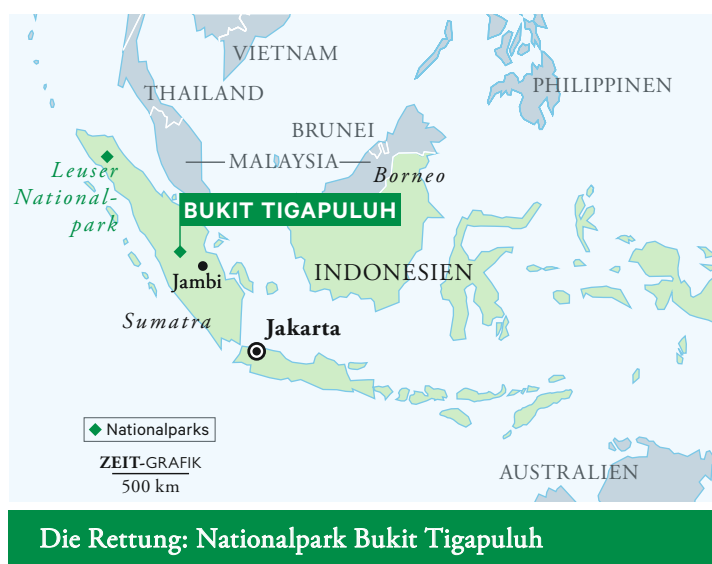 VIETNAM
THAILAND
PHILIPPINEN
BRUNEI
MALAYSIA
Borneo
Leuser
National-
park
BUKIT TIGAPULUH
INDONESIEN
Jambi
Sumatra
Jakarta
Nationalparks
ZEIT-GRAFIK
500 km
AUSTRALIEN
Die Rettung: Nationalpark Bukit Tigapuluh